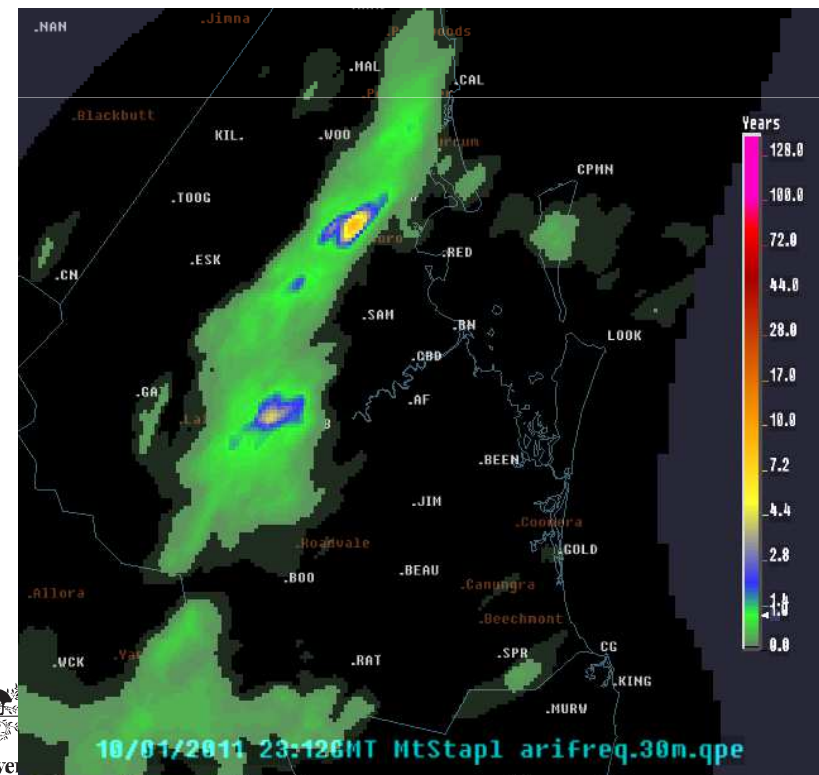 .Jimna
.NAN
.MAL
.CAL
.Blackbutt
Years
128.0
KIL.
.WOO
CPMN
.TOOG
100.0
72.0
.RED
.ESK
.CN
44.0
.SAM
.BN
28.0
LOOK
.CBD
17.0
.GA
.AF
10.0
.BEEN
7.2
.JIM
4.4
.Coomera
.Roadvale
.GOLD
2.8
.BEAU
.BOO
.Canungra
.Allora
1.4
1.0
.Beechmont
0.0
CG
.SPR
.WCK
.RAT
.KING
.MURW
10/01/2011 23:12GMT MtStapl arifreq.30m.qpe